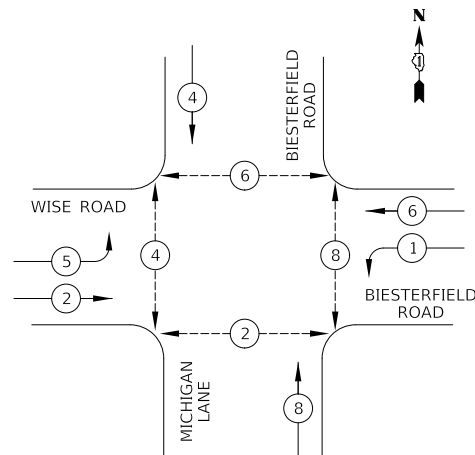 N
4
BIESTERFIELD
ROAD
6
WISE ROAD
6
5
4
8
1
2
BIESTERFIELD
ROAD
2
MICHIGAN
LANE
8